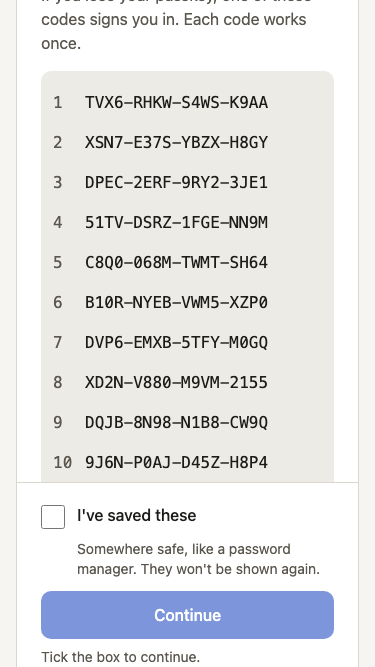 codes signs you in. Each code works
once.
1 TVX6-RHKW-S4WS-K9AA
2 XSN7-E37S-YBZX-H8GY
3 DPEC-2ERF-9RY2-3JE1
4 51TV-DSRZ-1FGE-NN9M
5 C8Q0-068M-TWMT-SH64
6 B10R-NYEB-VWM5-XZP0
7 DVP6-EMXB-5TFY-M0GQ
8 XD2N-V880-M9VM-2155
9 DQJB-8N98-N1B8-CW9Q
10 9J6N-P0AJ-D45Z-H8P4
I've saved these
Somewhere safe, like a password
manager. They won't be shown again.
Continue
Tick the box to continue.